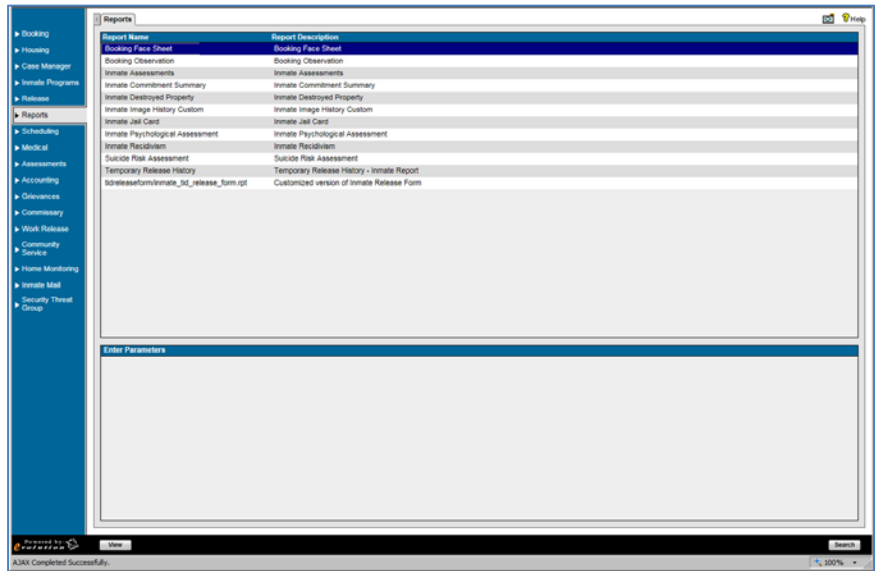 Reports
Help
Booking
Housing
Case Manager
Inmate Programs
Release
Reports
Scheduling
Medical
Assessments
Accounting
Grievances
Commissary
Work Release
Community
Service
Home Monitoring
Inmate Mail
Security Threat
Group
Report Name Report Description
Booking Face Sheet Booking Face Sheet
Booking Observation Booking Observation
Inmate Assessments Inmate Assessments
Inmate Commitment Summary Inmate Commitment Summary
Inmate Destroyed Property Inmate Destroyed Property
Inmate Image History Custom Inmate Image History Custom
Inmate Jail Card Inmate Jail Card
Inmate Psychological Assessment Inmate Psychological Assessment
Inmate Recidivism Inmate Recidivism
Suicide Risk Assessment Suicide Risk Assessment
Temporary Release History Temporary Release History - Inmate Report
tidreleaseform/inmate_tid_release_form.rpt Customized version of Inmate Release Form
Enter Parameters
Powered by:
evolution
View
Search
AJAX Completed Successfully.
100%